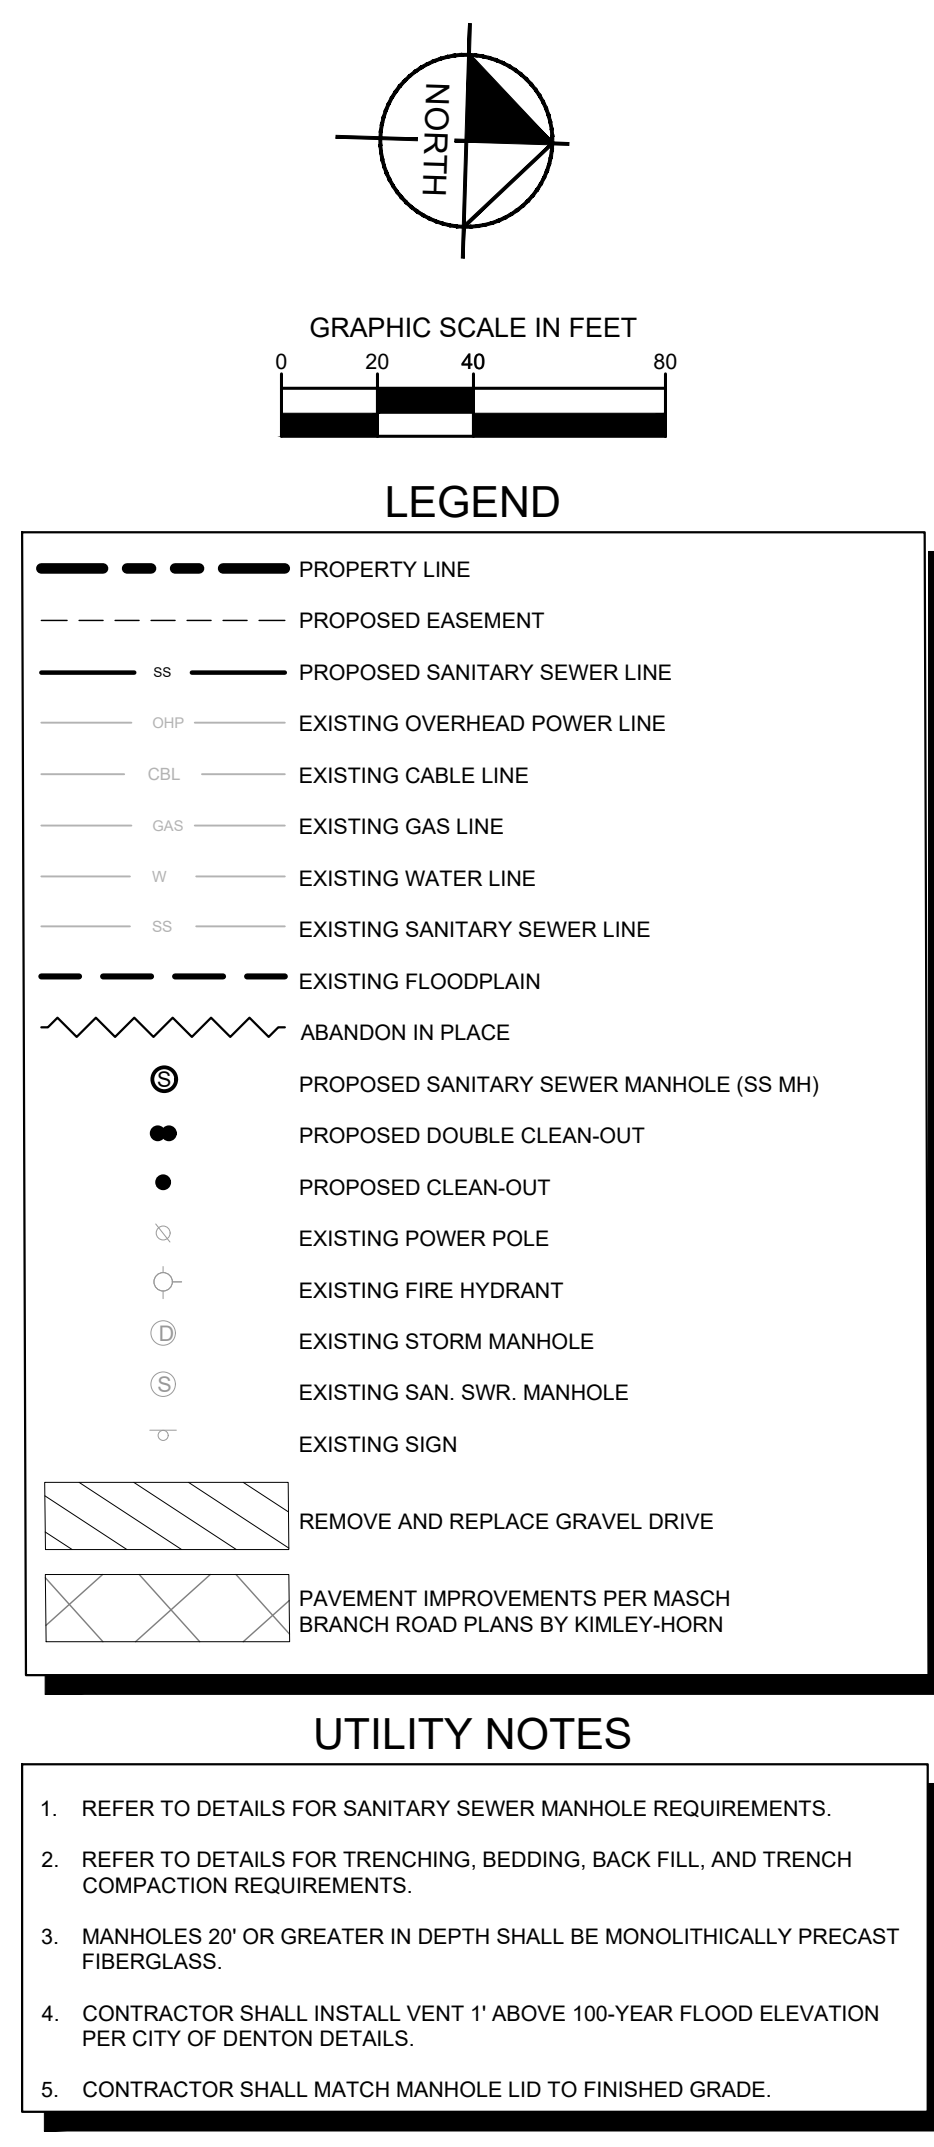 NORTH
GRAPHIC SCALE IN FEET
0 20 40 80
LEGEND
PROPERTY LINE
PROPOSED EASEMENT
SS PROPOSED SANITARY SEWER LINE
OHP EXISTING OVERHEAD POWER LINE
CBL EXISTING CABLE LINE
GAS EXISTING GAS LINE
W EXISTING WATER LINE
SS EXISTING SANITARY SEWER LINE
EXISTING FLOODPLAIN
ABANDON IN PLACE
S PROPOSED SANITARY SEWER MANHOLE (SS MH)
PROPOSED DOUBLE CLEAN-OUT
PROPOSED CLEAN-OUT
EXISTING POWER POLE
EXISTING FIRE HYDRANT
D EXISTING STORM MANHOLE
S EXISTING SAN. SWR. MANHOLE
EXISTING SIGN
REMOVE AND REPLACE GRAVEL DRIVE
PAVEMENT IMPROVEMENTS PER MASCH
BRANCH ROAD PLANS BY KIMLEY-HORN
UTILITY NOTES
1. REFER TO DETAILS FOR SANITARY SEWER MANHOLE REQUIREMENTS.
2. REFER TO DETAILS FOR TRENCHING, BEDDING, BACK FILL, AND TRENCH
COMPACTION REQUIREMENTS.
3. MANHOLES 20' OR GREATER IN DEPTH SHALL BE MONOLITHICALLY PRECAST
FIBERGLASS.
4. CONTRACTOR SHALL INSTALL VENT 1' ABOVE 100-YEAR FLOOD ELEVATION
PER CITY OF DENTON DETAILS.
5. CONTRACTOR SHALL MATCH MANHOLE LID TO FINISHED GRADE.